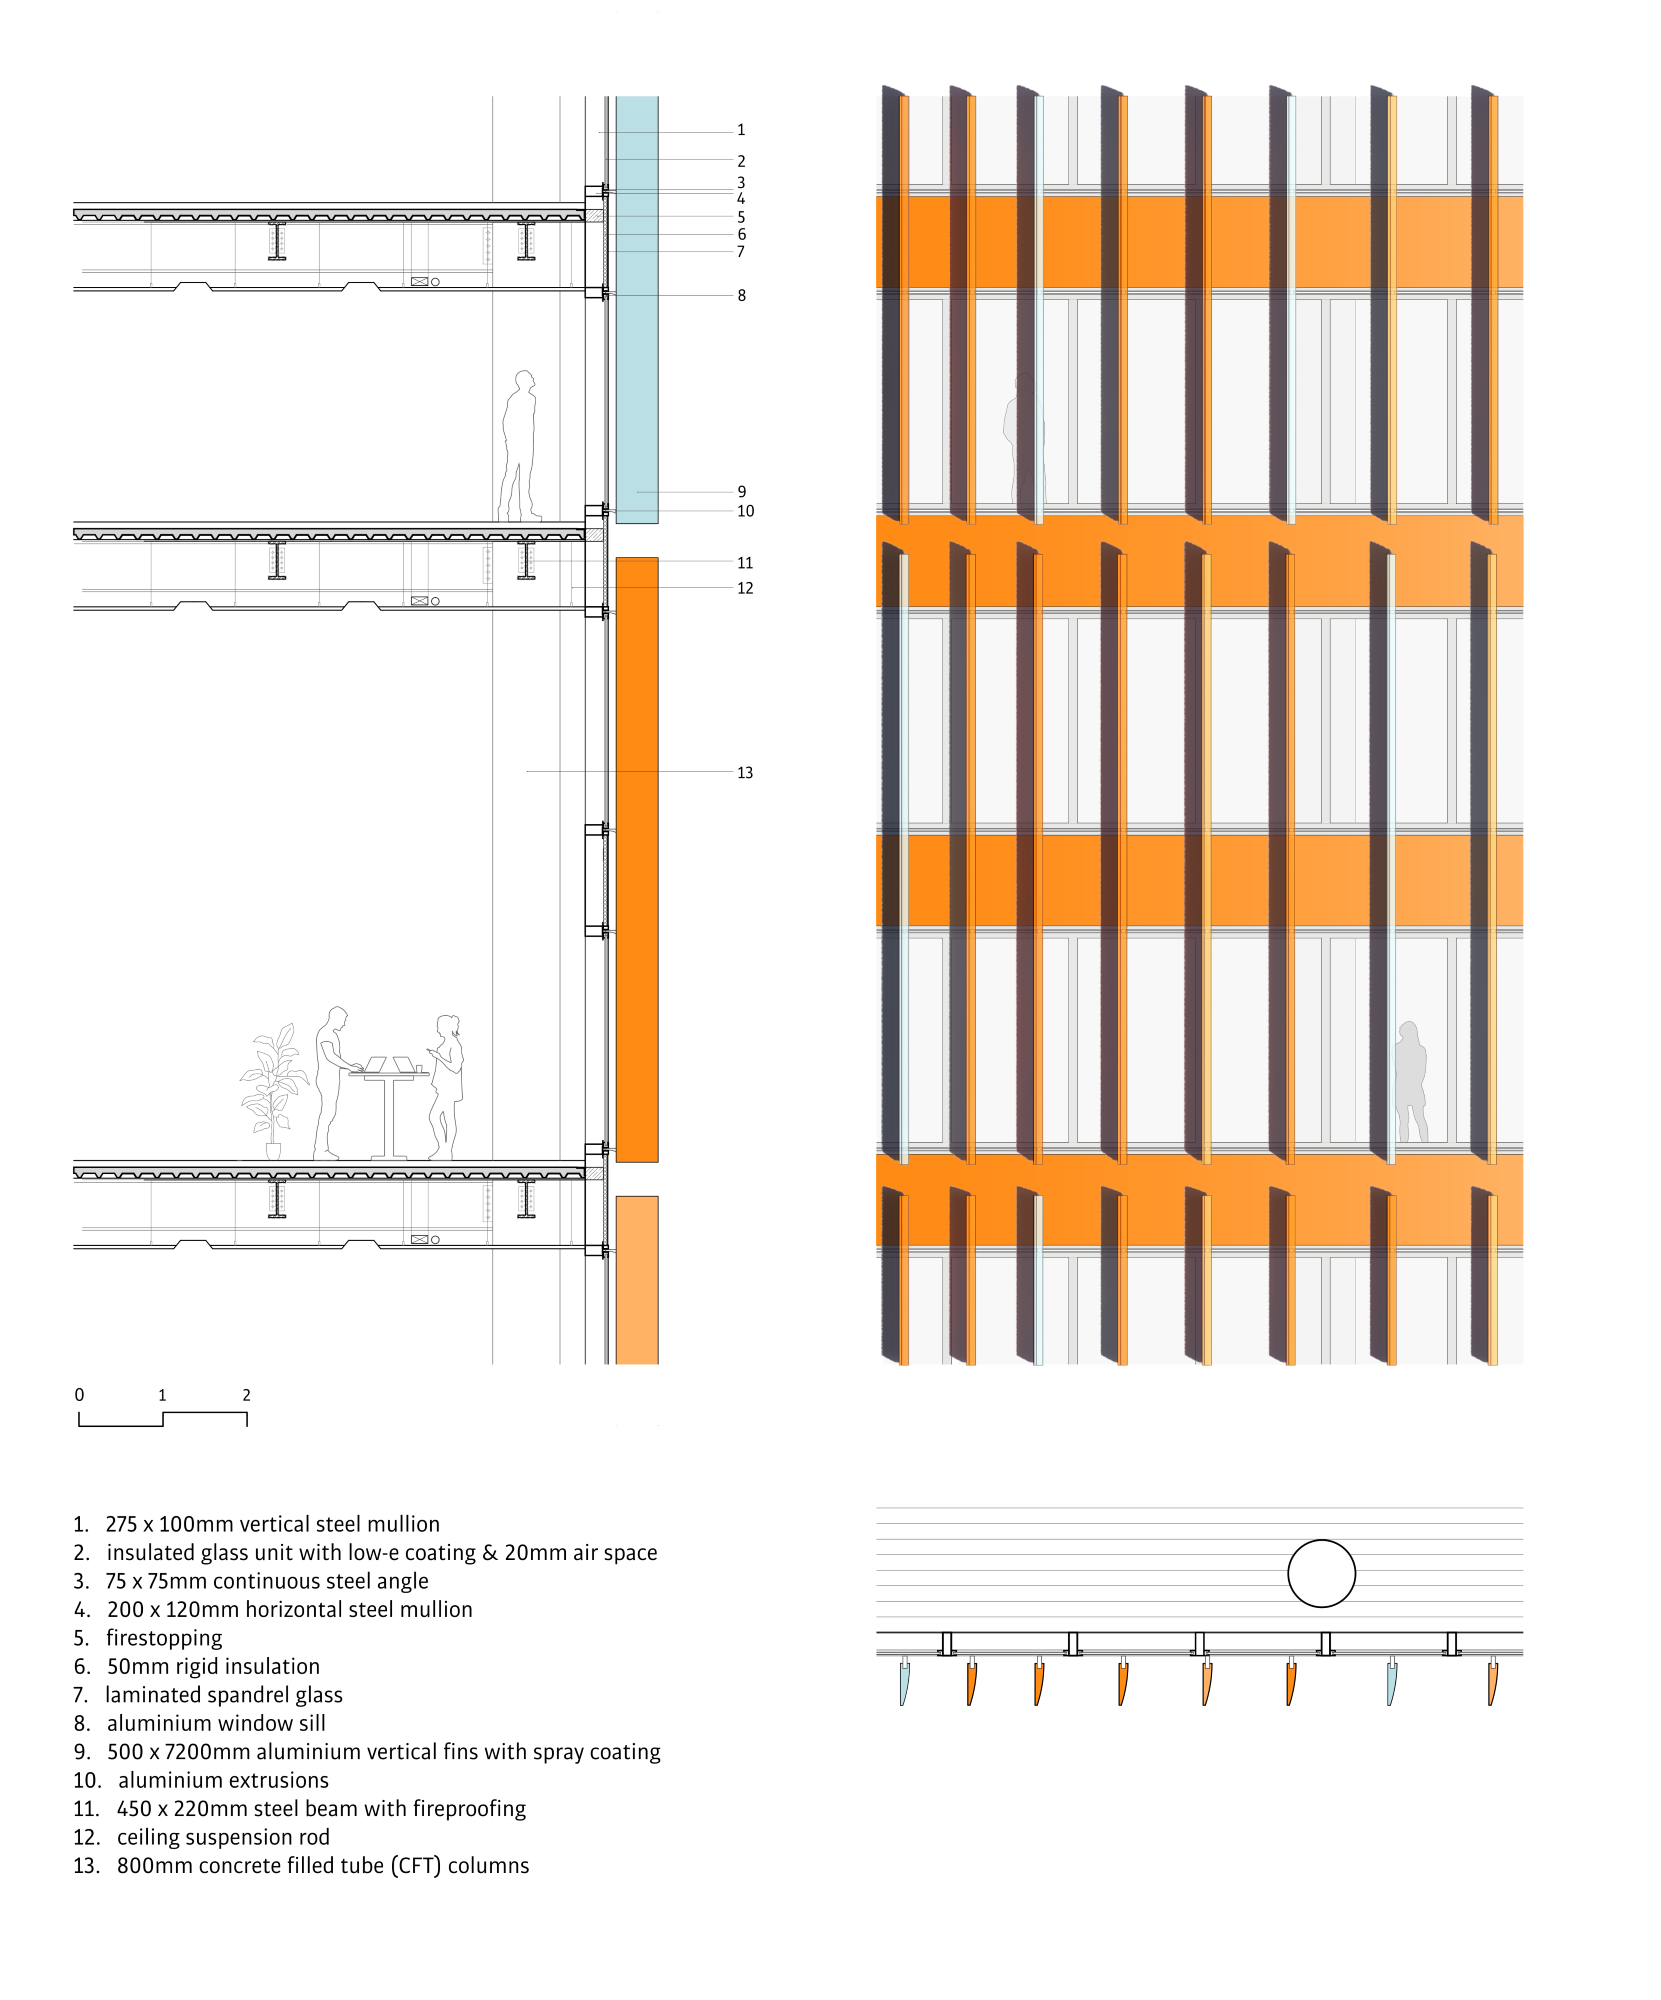 1
2
3
4
5
6
7
8
9
10
11
12
13
0 1 2
1. 275 x 100mm vertical steel mullion
2. insulated glass unit with low-e coating & 20mm air space
3. 75 x 75mm continuous steel angle
4. 200 x 120mm horizontal steel mullion
5. firestopping
6. 50mm rigid insulation
7. laminated spandrel glass
8. aluminium window sill
9. 500 x 7200mm aluminium vertical fins with spray coating
10. aluminium extrusions
11. 450 x 220mm steel beam with fireproofing
12. ceiling suspension rod
13. 800mm concrete filled tube (CFT) columns